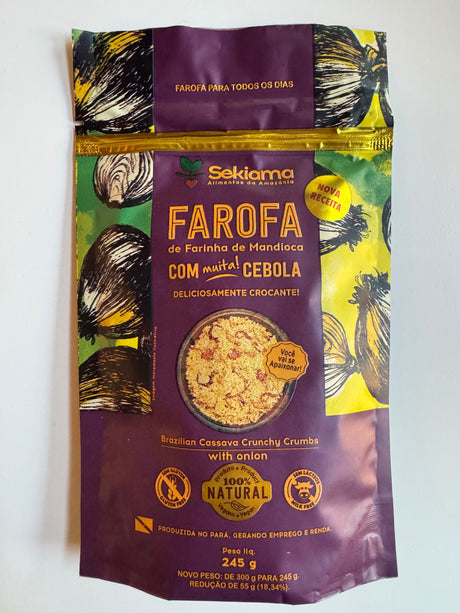 FAROFA PARA TODOS OS DIAS
Sekiama
Alimentos da Amazônia
NOVA
RECEITA
FAROFA
de Farinha de Mandioca
COM muita! CEBOLA
DELICIOSAMENTE CROCANTE!
Você
vai se
Apaixonar!
Brazilian Cassava Crunchy Crumbs
with onion
SEM GLÚTEN
GLUTEN FREE
Produto • Product
100%
NATURAL
Vegano • Vegan
SEM LACTOSE
MILK FREE
PRODUZIDA NO PARÁ, GERANDO EMPREGO E RENDA.
Peso líq.
245 g
NOVO PESO: DE 300 g PARA 245 g.
REDUÇÃO DE 55 g (18,34%).